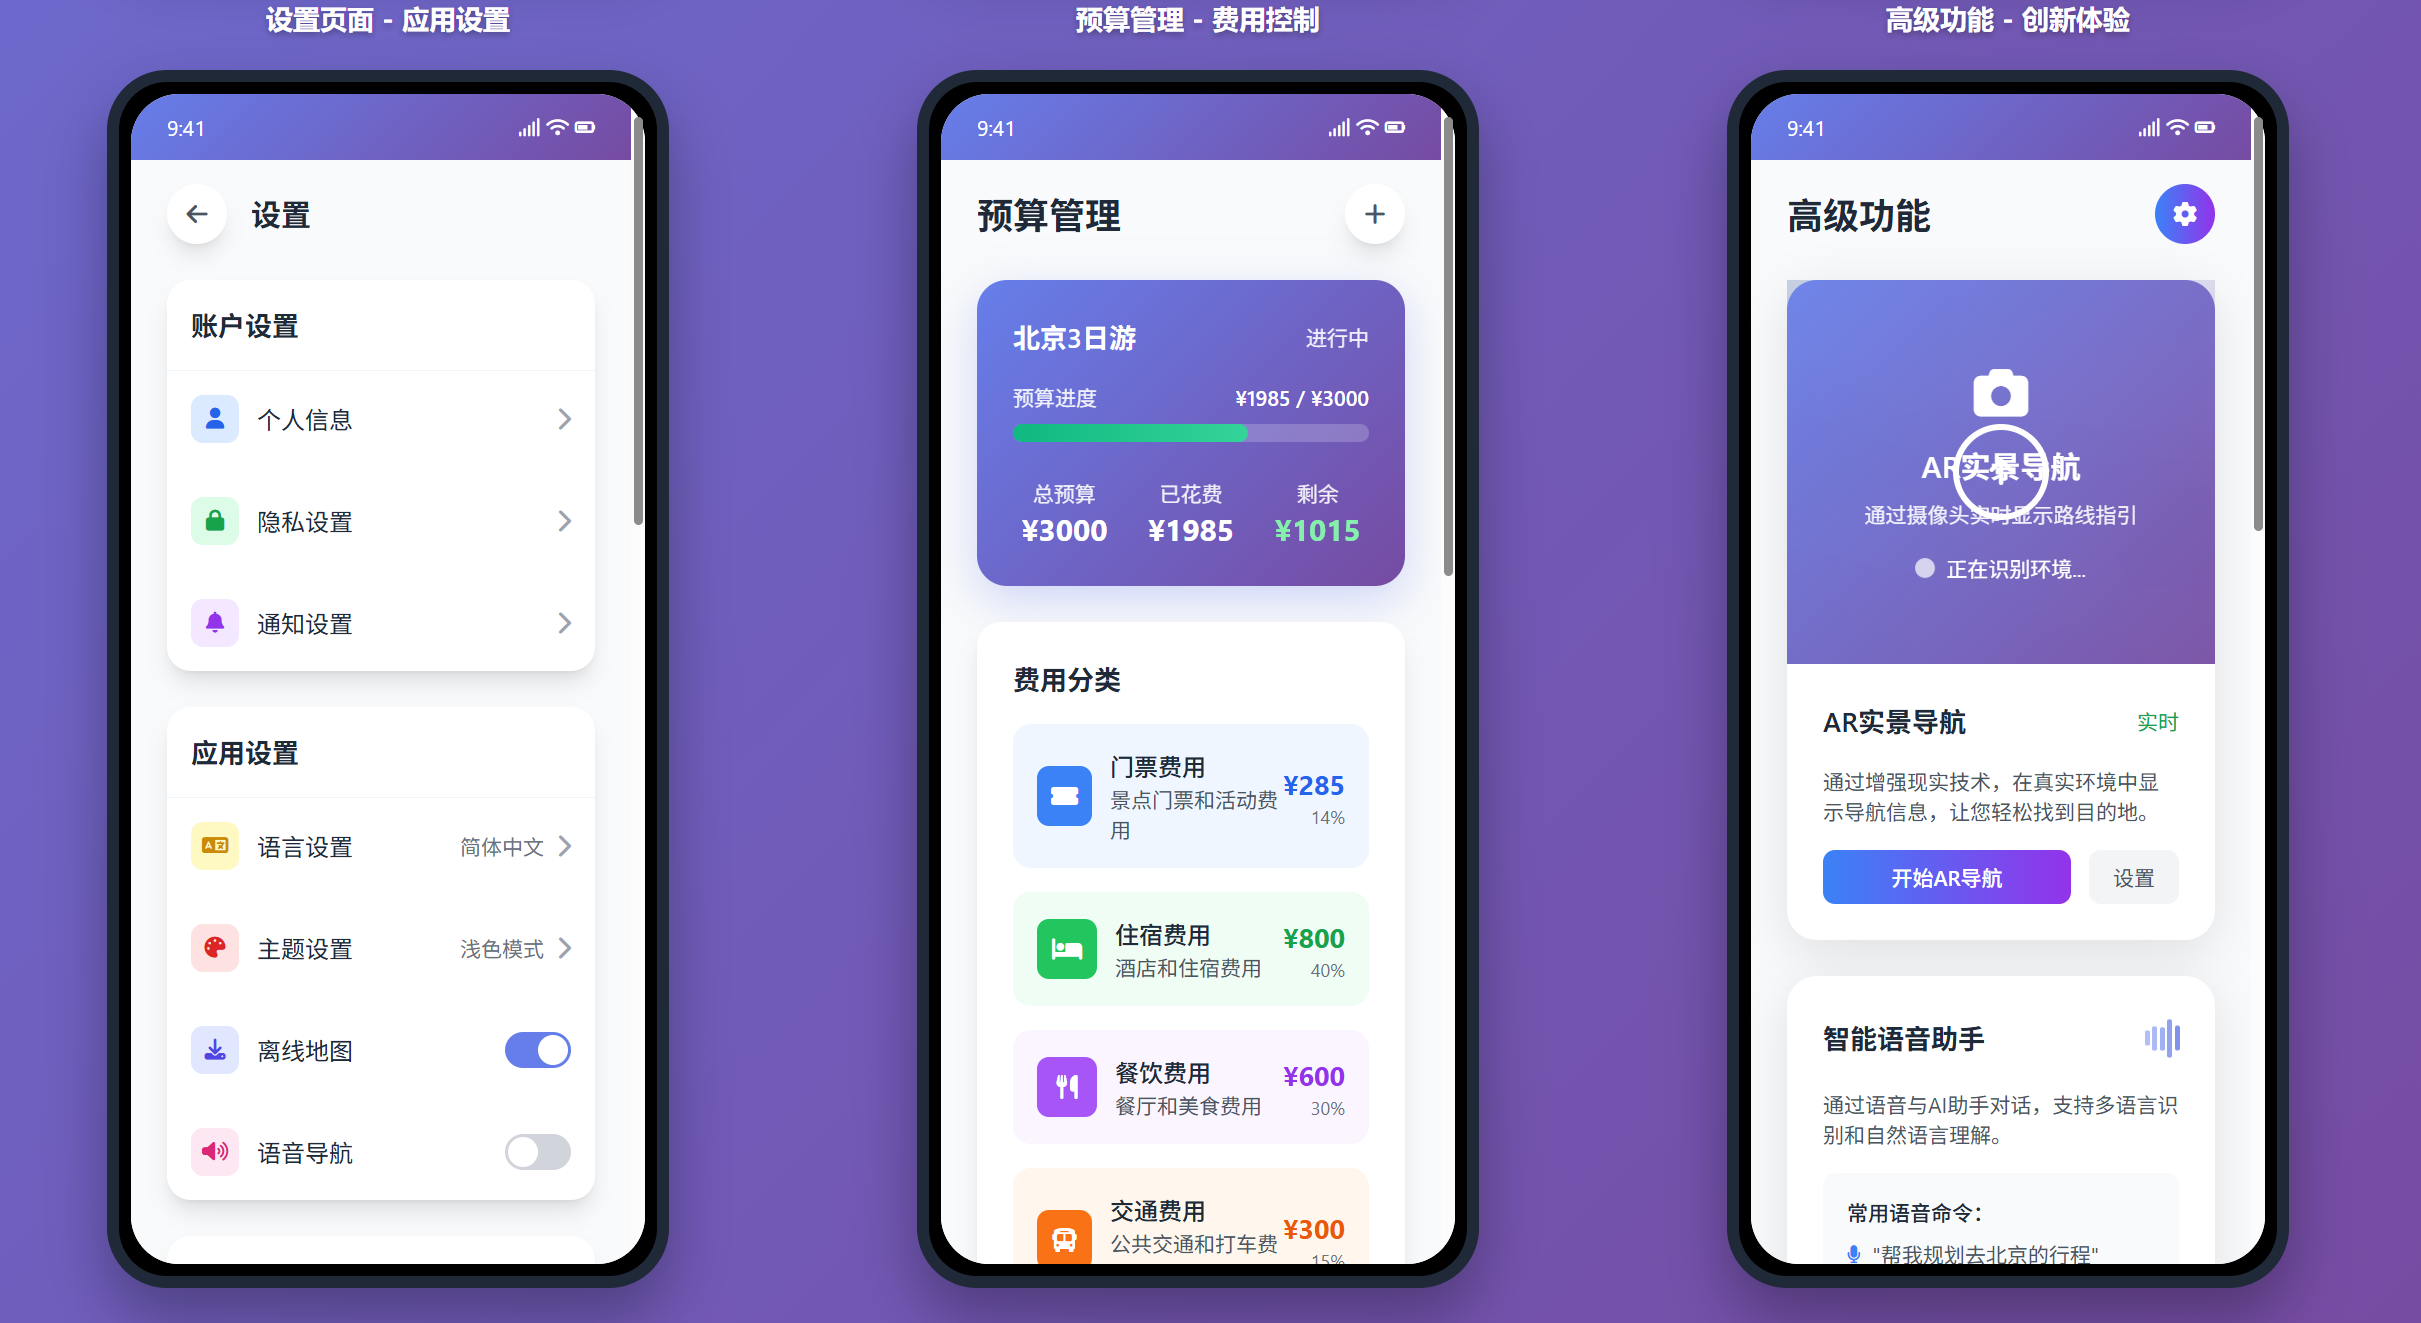 设置页面 - 应用设置
9:41
设置
账户设置
个人信息
隐私设置
通知设置
应用设置
语言设置 简体中文
主题设置 浅色模式
离线地图
语音导航
预算管理 - 费用控制
9:41
预算管理
北京3日游 进行中
预算进度 ¥1985 / ¥3000
总预算 已花费 剩余
¥3000 ¥1985 ¥1015
费用分类
门票费用
景点门票和活动费
用
¥285
14%
住宿费用
酒店和住宿费用
¥800
40%
餐饮费用
餐厅和美食费用
¥600
30%
交通费用
公共交通和打车费
¥300
15%
高级功能 - 创新体验
9:41
高级功能
AR实景导航
通过摄像头实时显示路线指引
正在识别环境...
AR实景导航 实时
通过增强现实技术，在真实环境中显
示导航信息，让您轻松找到目的地。
开始AR导航 设置
智能语音助手
通过语音与AI助手对话，支持多语言识
别和自然语言理解。
常用语音命令：
"帮我规划去北京的行程"